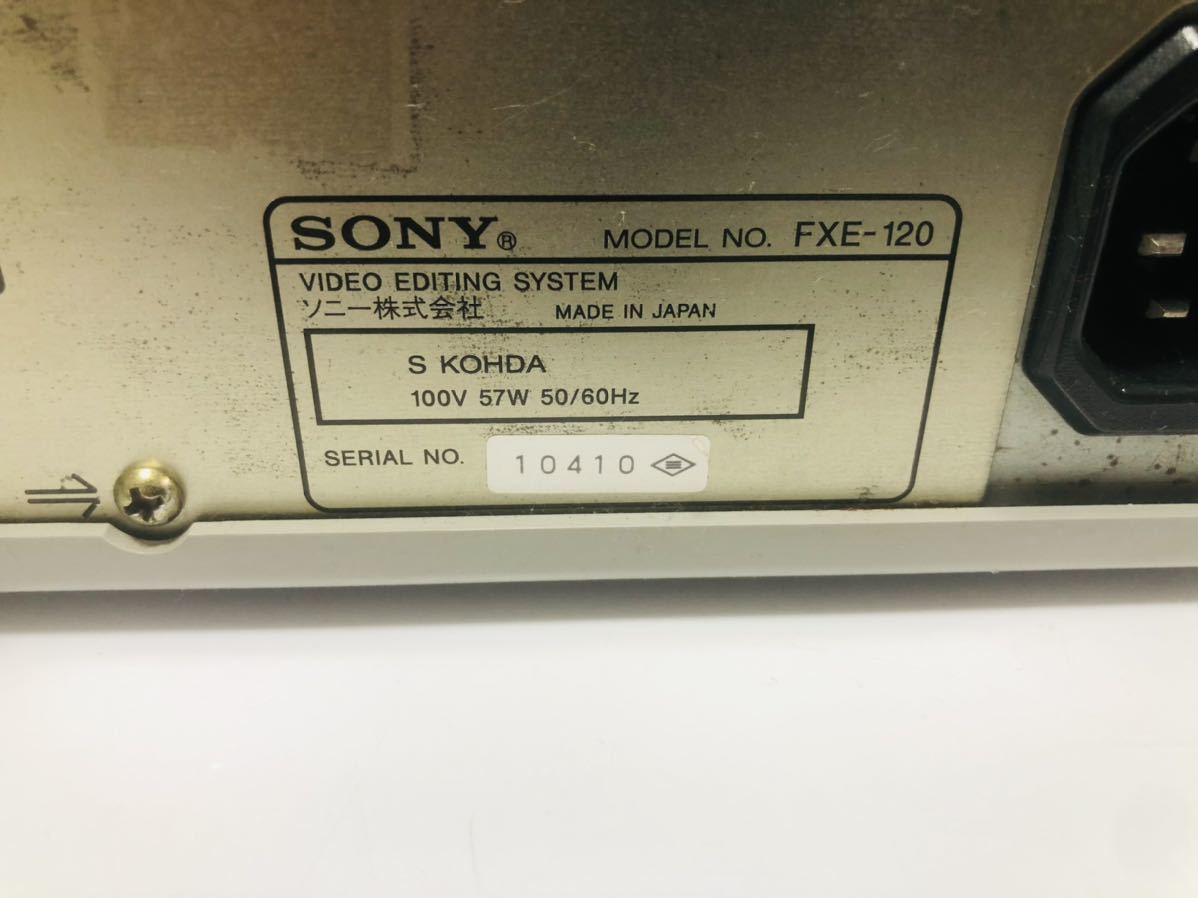 SONY® MODEL NO. FXE-120
VIDEO EDITING SYSTEM
ソニー株式会社 MADE IN JAPAN
S KOHDA
100V 57W 50/60Hz
SERIAL NO. 10410